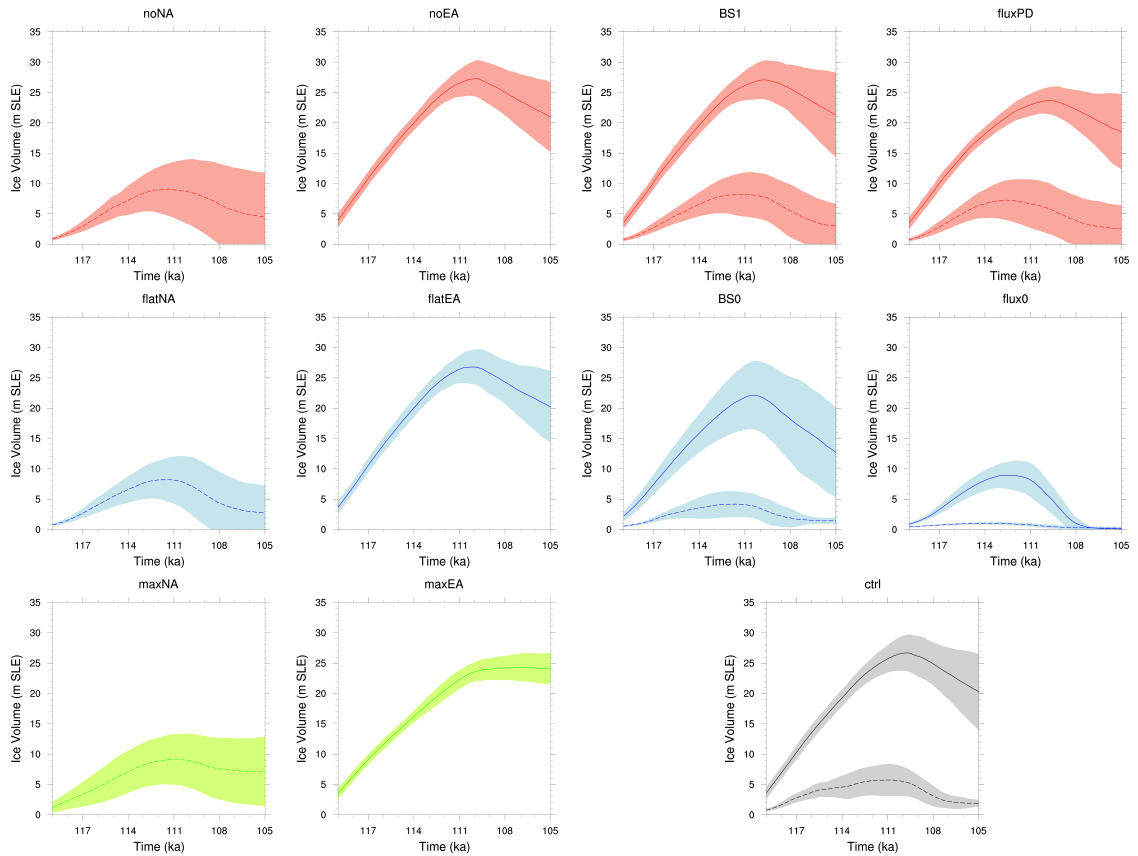 noNA
noEA
BS1
fluxPD
Ice Volume (m SLE)
35
30
25
20
15
10
5
0
117 114 111 108 105
Time (ka)
Ice Volume (m SLE)
35
30
25
20
15
10
5
0
117 114 111 108 105
Time (ka)
Ice Volume (m SLE)
35
30
25
20
15
10
5
0
117 114 111 108 105
Time (ka)
Ice Volume (m SLE)
35
30
25
20
15
10
5
0
117 114 111 108 105
Time (ka)
flatNA
flatEA
BS0
flux0
Ice Volume (m SLE)
35
30
25
20
15
10
5
0
117 114 111 108 105
Time (ka)
Ice Volume (m SLE)
35
30
25
20
15
10
5
0
117 114 111 108 105
Time (ka)
Ice Volume (m SLE)
35
30
25
20
15
10
5
0
117 114 111 108 105
Time (ka)
Ice Volume (m SLE)
35
30
25
20
15
10
5
0
117 114 111 108 105
Time (ka)
maxNA
maxEA
ctrl
Ice Volume (m SLE)
35
30
25
20
15
10
5
0
117 114 111 108 105
Time (ka)
Ice Volume (m SLE)
35
30
25
20
15
10
5
0
117 114 111 108 105
Time (ka)
Ice Volume (m SLE)
35
30
25
20
15
10
5
0
117 114 111 108 105
Time (ka)